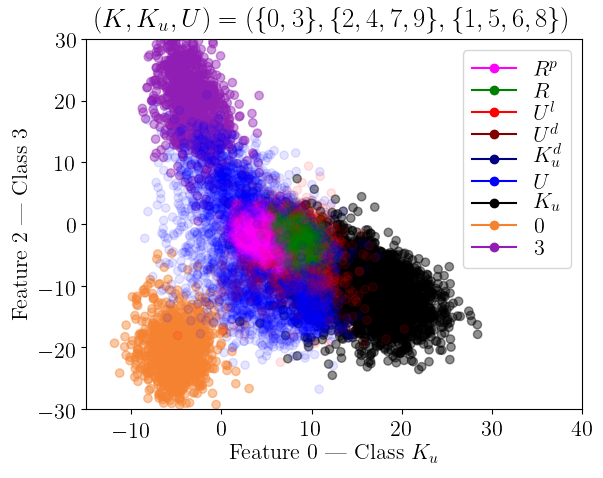 (K, K_u, U) = ({0, 3}, {2, 4, 7, 9}, {1, 5, 6, 8})
30
20
10
0
−10
−20
−30
Feature 2 — Class 3
R^p
R
U^l
U^d
K_u^d
U
K_u
0
3
−10
0
10
20
30
40
Feature 0 — Class K_u